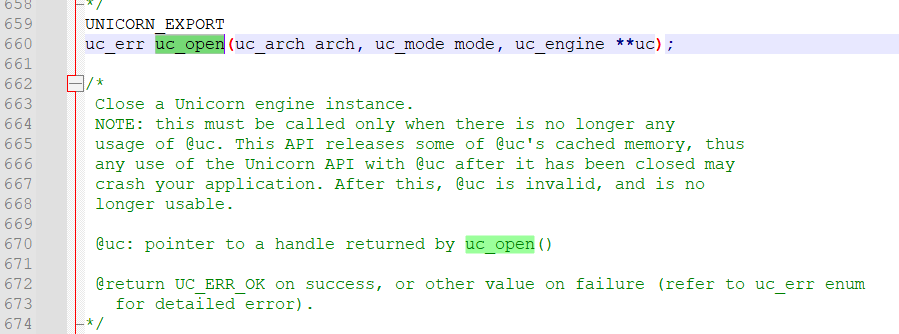 658 */
659 UNICORN_EXPORT
660 uc_err uc_open(uc_arch arch, uc_mode mode, uc_engine **uc);
661
662 /*
663 Close a Unicorn engine instance.
664 NOTE: this must be called only when there is no longer any
665 usage of @uc. This API releases some of @uc's cached memory, thus
666 any use of the Unicorn API with @uc after it has been closed may
667 crash your application. After this, @uc is invalid, and is no
668 longer usable.
669
670 @uc: pointer to a handle returned by uc_open()
671
672 @return UC_ERR_OK on success, or other value on failure (refer to uc_err enum
673 for detailed error).
674 */